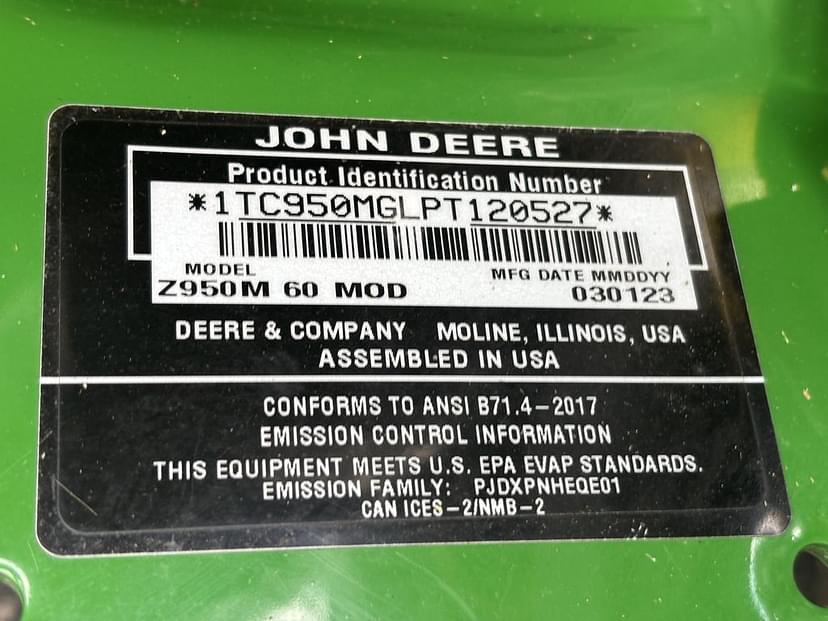 JOHN DEERE
Product Identification Number
*1TC950MGLPT120527*
MODEL MFG DATE MMDDYY
Z950M 60 MOD 030123
DEERE & COMPANY MOLINE, ILLINOIS, USA
ASSEMBLED IN USA
CONFORMS TO ANSI B71.4-2017
EMISSION CONTROL INFORMATION
THIS EQUIPMENT MEETS U.S. EPA EVAP STANDARDS.
EMISSION FAMILY: PJDXPNHEQE01
CAN ICES-2/NMB-2